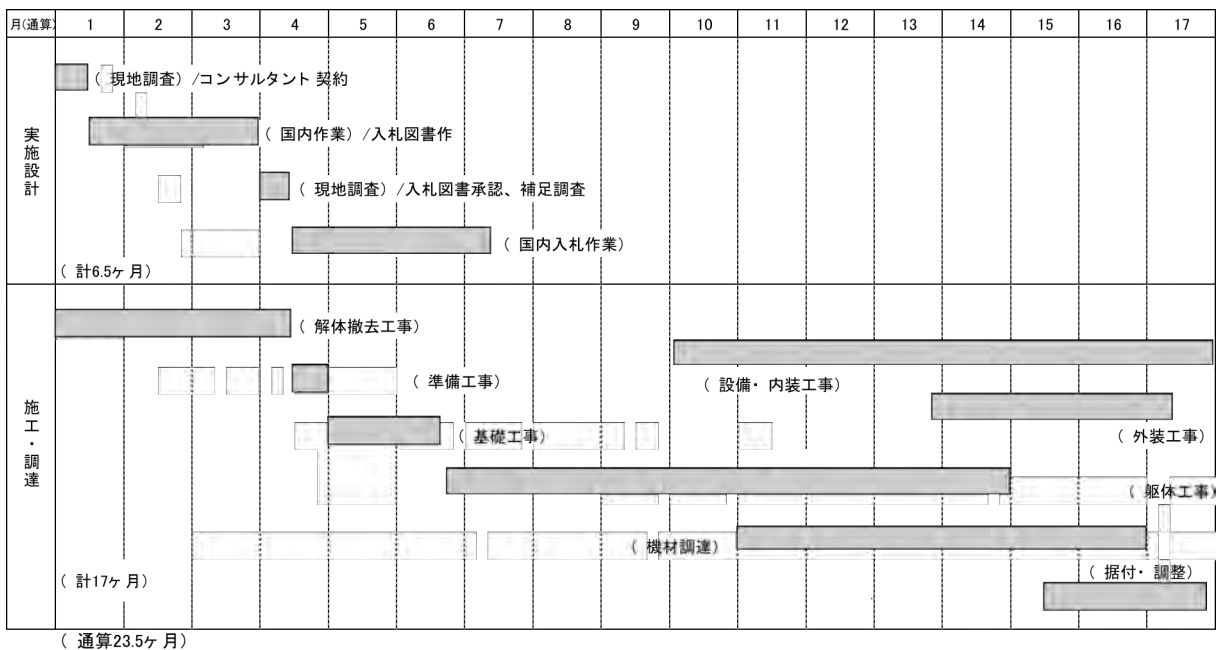 月(通算) 1 2 3 4 5 6 7 8 9 10 11 12 13 14 15 16 17
実施設計
( 現地調査) /コンサルタント 契約
( 国内作業) /入札図書作
( 現地調査) /入札図書承認、補足調査
( 国内入札作業)
( 計6.5ヶ 月)
施工・調達
( 解体撤去工事)
( 準備工事)
( 設備・ 内装工事)
( 基礎工事)
( 外装工事)
( 躯体工事)
( 機材調達)
( 据付・ 調整)
( 計17ヶ 月)
( 通算23.5ヶ 月)